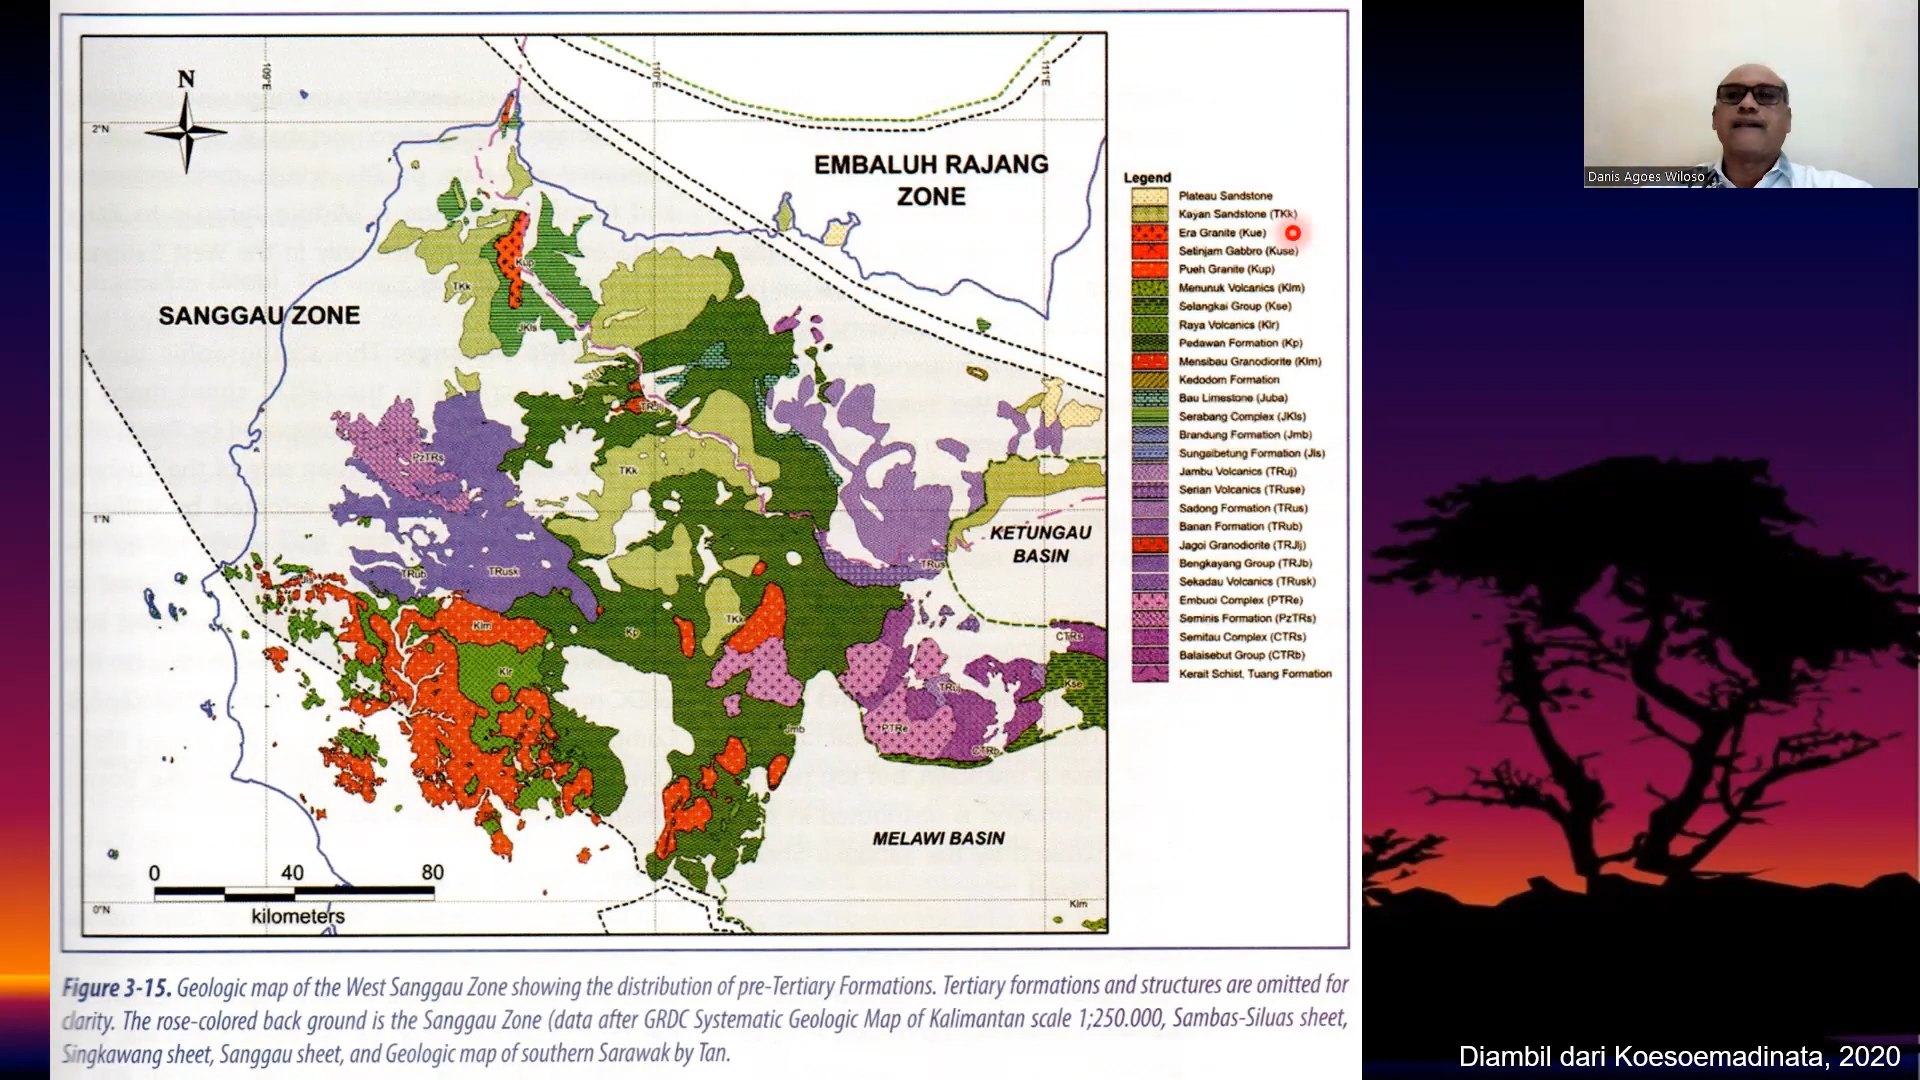 N
109°E
110°E
111°E
2°N
EMBALUH RAJANG
ZONE
SANGGAU ZONE
Kup
TKk
JKls
TRJlj
PzTRs
TKk
1°N
KETUNGAU
BASIN
TRus
TRub
TRusk
Jls
Klm
Kp
TKk
CTRs
Klr
Kse
TRuj
PTRe
Jmb
CTRb
MELAWI BASIN
0
40
80
kilometers
0°N
Klm
Legend
Plateau Sandstone
Kayan Sandstone (TKk)
Era Granite (Kue)
Setinjam Gabbro (Kuse)
Pueh Granite (Kup)
Menunuk Volcanics (Klm)
Selangkai Group (Kse)
Raya Volcanics (Klr)
Pedawan Formation (Kp)
Mensibau Granodiorite (Klm)
Kedodom Formation
Bau Limestone (Juba)
Serabang Complex (JKls)
Brandung Formation (Jmb)
Sungaibetung Formation (Jls)
Jambu Volcanics (TRuj)
Serian Volcanics (TRuse)
Sadong Formation (TRus)
Banan Formation (TRub)
Jagoi Granodiorite (TRJlj)
Bengkayang Group (TRJb)
Sekadau Volcanics (TRusk)
Embuoi Complex (PTRe)
Seminis Formation (PzTRs)
Semitau Complex (CTRs)
Balaisebut Group (CTRb)
Kerait Schist, Tuang Formation
Danis Agoes Wiloso
Figure 3-15. Geologic map of the West Sanggau Zone showing the distribution of pre-Tertiary Formations. Tertiary formations and structures are omitted for
clarity. The rose-colored back ground is the Sanggau Zone (data after GRDC Systematic Geologic Map of Kalimantan scale 1;250.000, Sambas-Siluas sheet,
Singkawang sheet, Sanggau sheet, and Geologic map of southern Sarawak by Tan.
Diambil dari Koesoemadinata, 2020